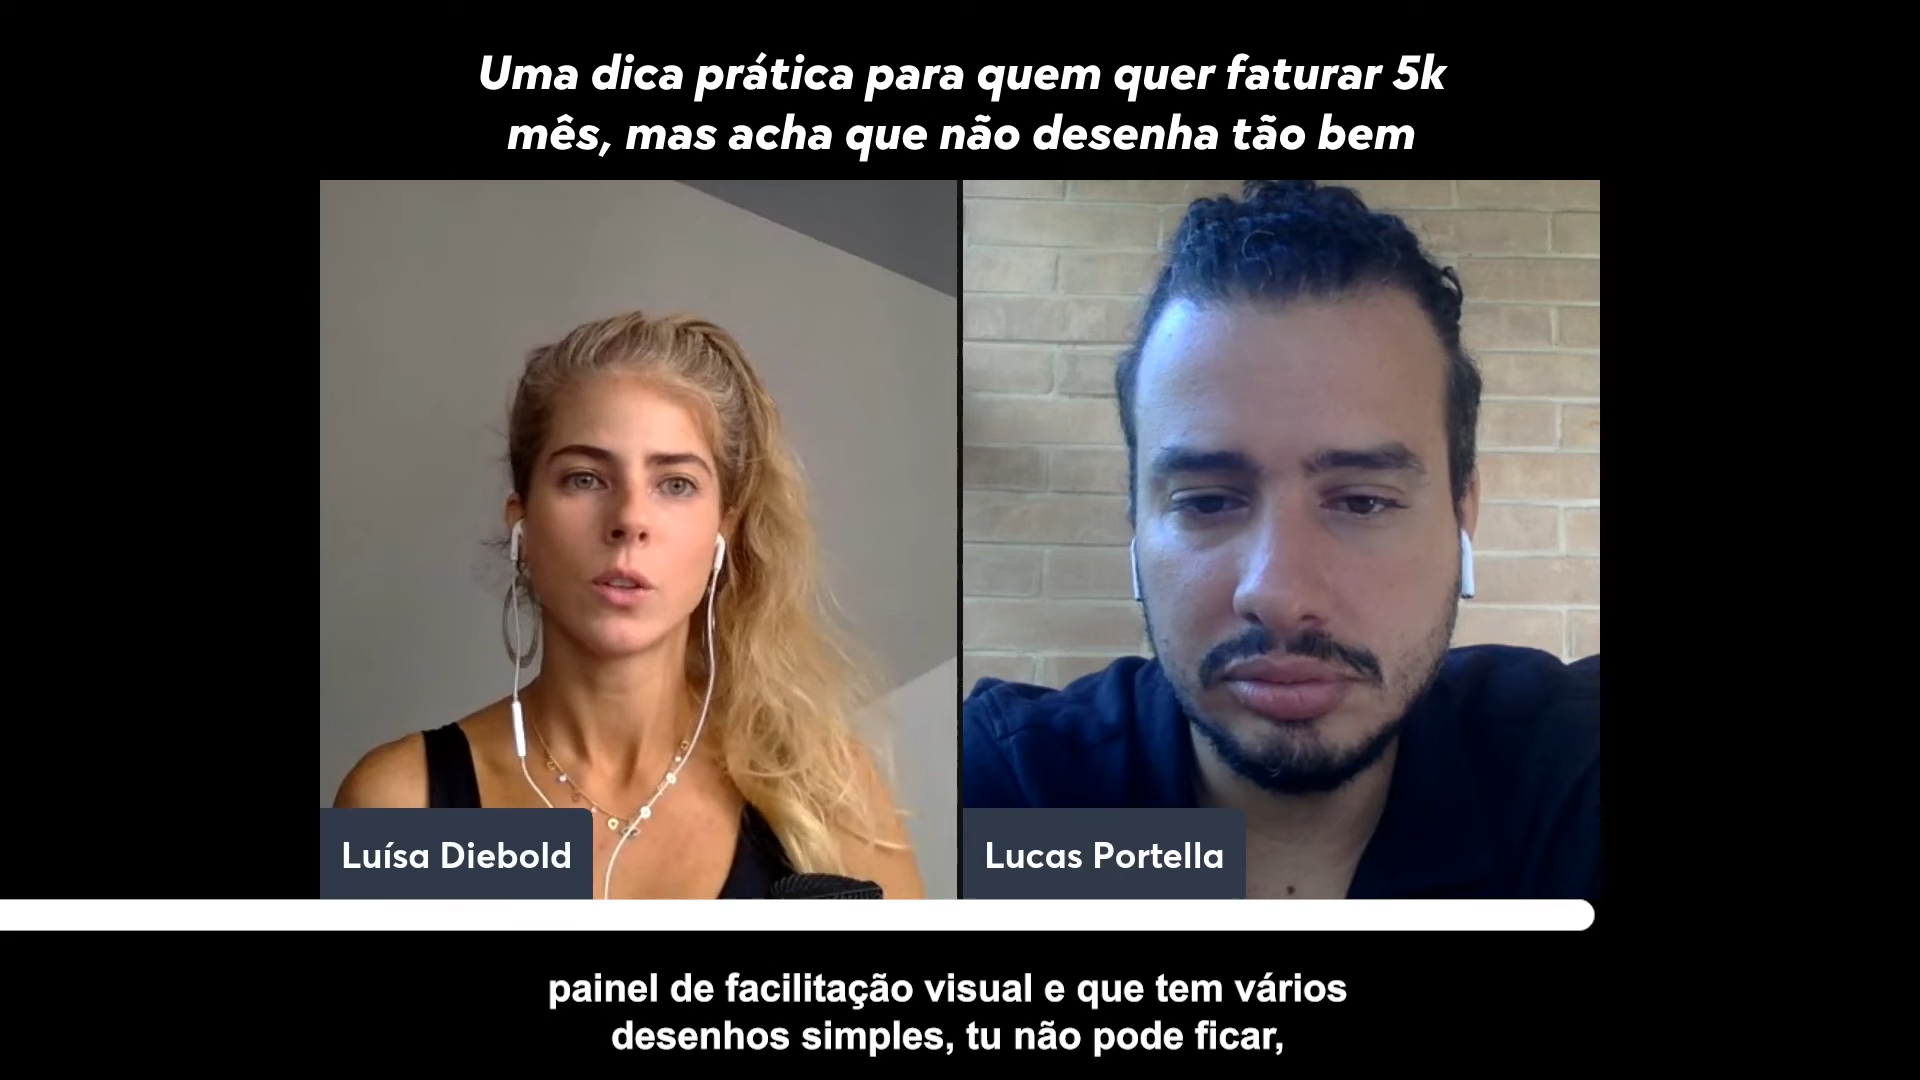 Uma dica prática para quem quer faturar 5k
mês, mas acha que não desenha tão bem
Luísa Diebold
Lucas Portella
painel de facilitação visual e que tem vários
desenhos simples, tu não pode ficar,